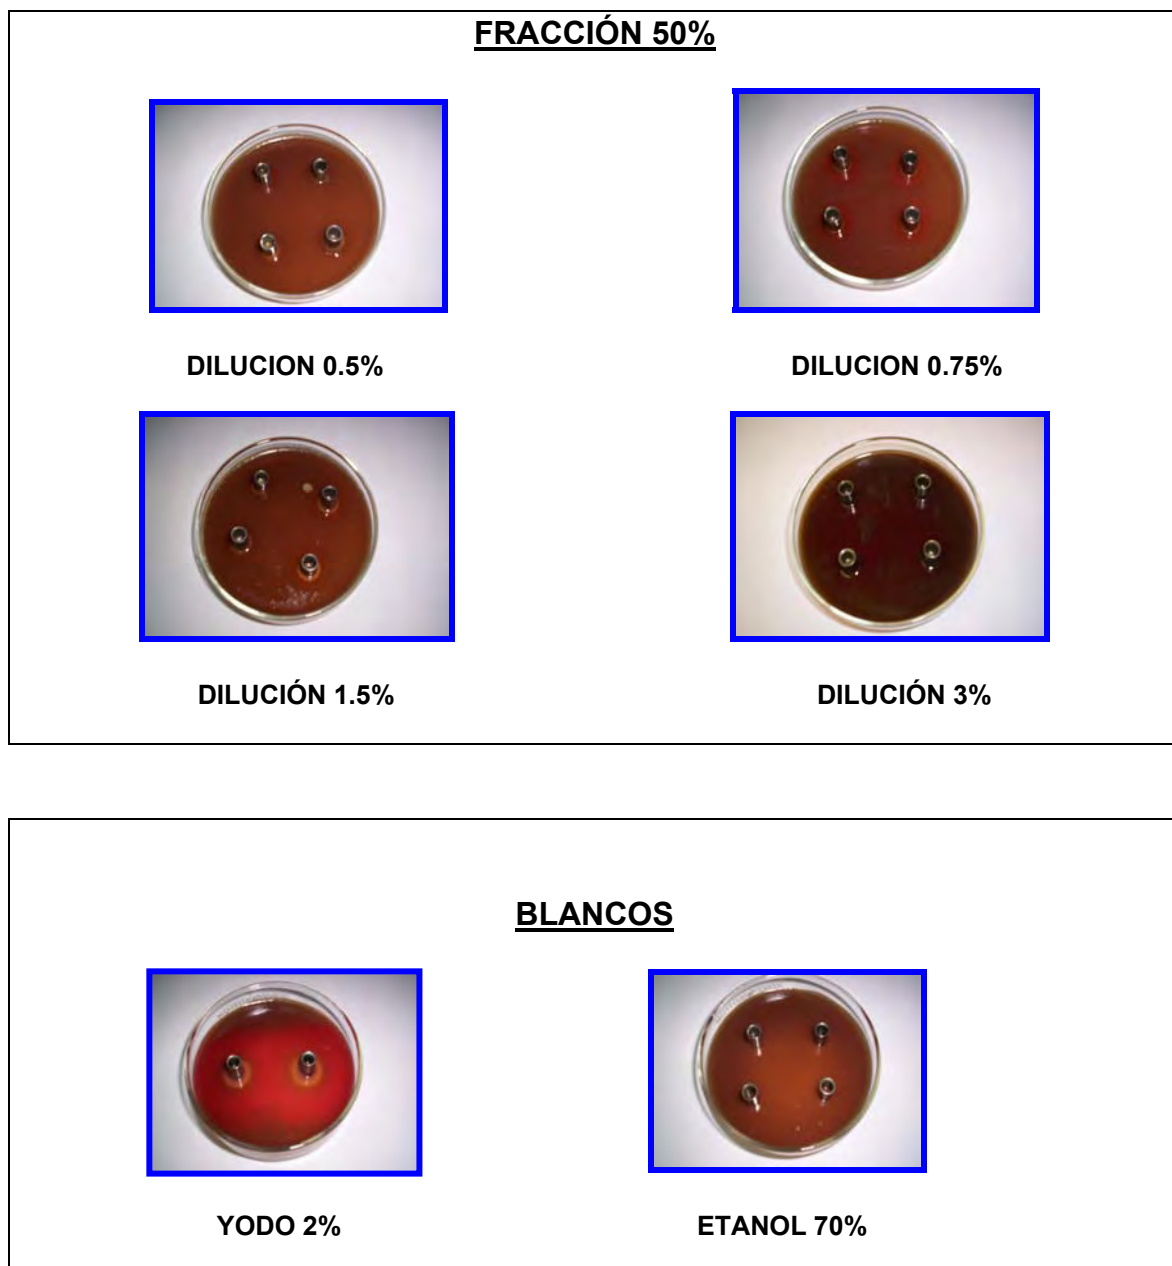 FRACCIÓN 50%
DILUCION 0.5%
DILUCION 0.75%
DILUCIÓN 1.5%
DILUCIÓN 3%
BLANCOS
YODO 2%
ETANOL 70%